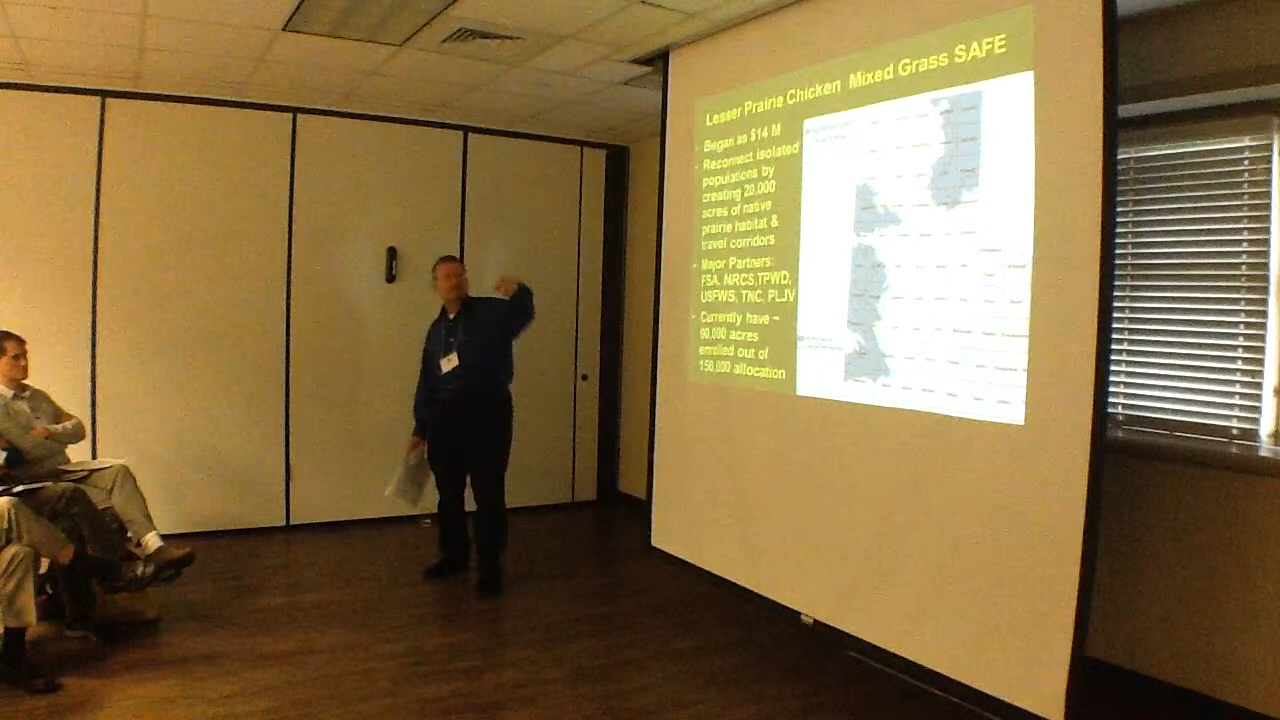 Lesser Prairie Chicken Mixed Grass SAFE
- Began as $14 M
- Reconnect isolated
populations by
creating 20,000
acres of native
prairie habitat &
travel corridors
- Major Partners:
FSA, NRCS,TPWD,
USFWS, TNC, PLJV
- Currently have ~
90,000 acres
enrolled out of
150,000 allocation